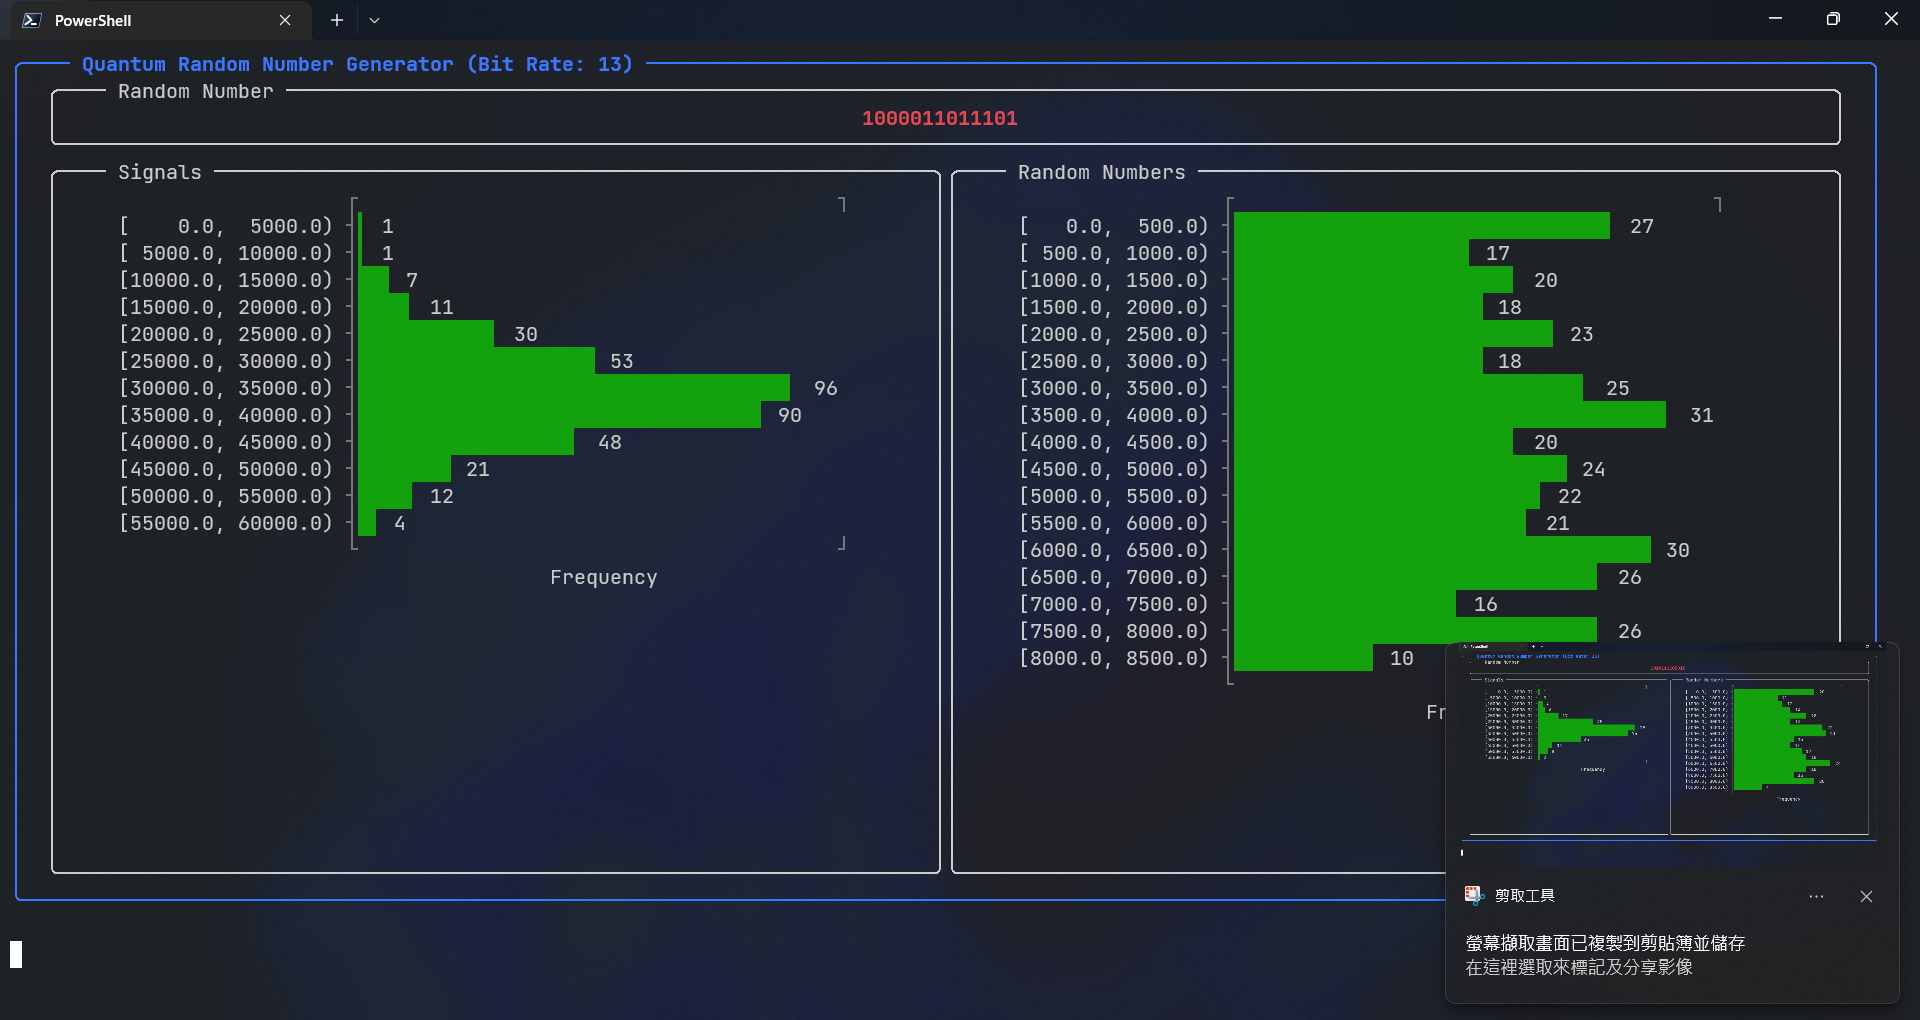 PowerShell
Quantum Random Number Generator (Bit Rate: 13)
Random Number
1000011011101
Signals
[    0.0,  5000.0) 1
[ 5000.0, 10000.0) 1
[10000.0, 15000.0) 7
[15000.0, 20000.0) 11
[20000.0, 25000.0) 30
[25000.0, 30000.0) 53
[30000.0, 35000.0) 96
[35000.0, 40000.0) 90
[40000.0, 45000.0) 48
[45000.0, 50000.0) 21
[50000.0, 55000.0) 12
[55000.0, 60000.0) 4
Frequency
Random Numbers
[   0.0,  500.0) 27
[ 500.0, 1000.0) 17
[1000.0, 1500.0) 20
[1500.0, 2000.0) 18
[2000.0, 2500.0) 23
[2500.0, 3000.0) 18
[3000.0, 3500.0) 25
[3500.0, 4000.0) 31
[4000.0, 4500.0) 20
[4500.0, 5000.0) 24
[5000.0, 5500.0) 22
[5500.0, 6000.0) 21
[6000.0, 6500.0) 30
[6500.0, 7000.0) 26
[7000.0, 7500.0) 16
[7500.0, 8000.0) 26
[8000.0, 8500.0) 10
Fr
剪取工具
螢幕擷取畫面已複製到剪貼簿並儲存
在這裡選取來標記及分享影像